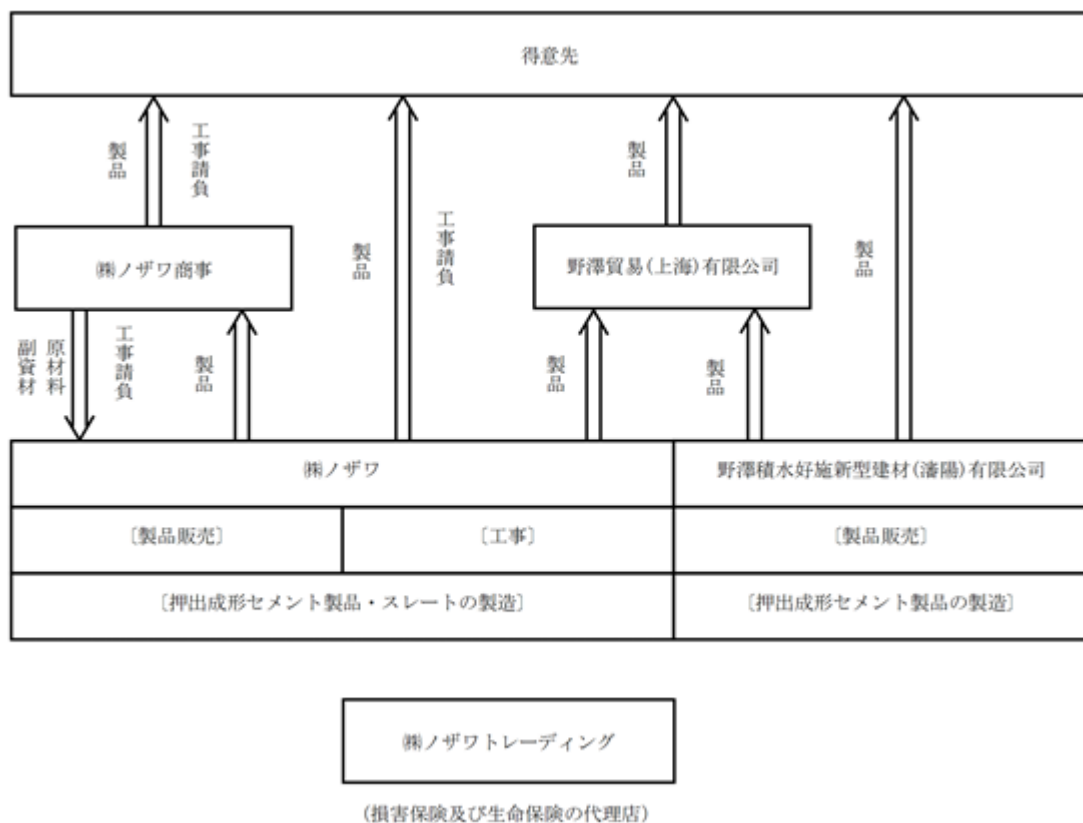 得意先
製品
工事請負
製品
工事請負
製品
製品
㈱ノザワ商事
野澤貿易(上海)有限公司
副資材
原材料
工事請負
製品
製品
製品
㈱ノザワ
野澤積水好施新型建材(瀋陽)有限公司
〔製品販売〕
〔工事〕
〔製品販売〕
〔押出成形セメント製品・スレートの製造〕
〔押出成形セメント製品の製造〕
㈱ノザワトレーディング
(損害保険及び生命保険の代理店)